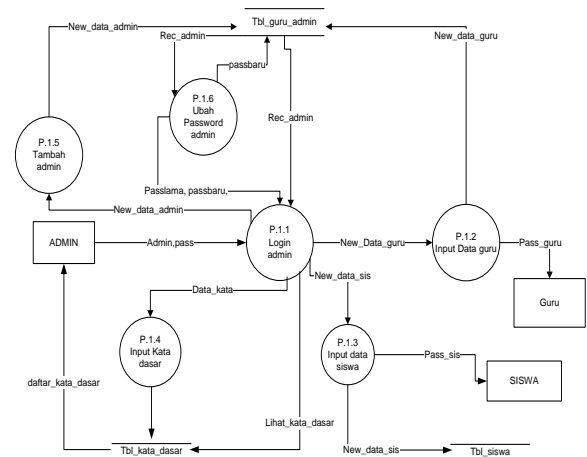 Tbl_guru_admin
New_data_admin
Rec_admin
New_data_guru
passbaru
P.1.6
Ubah
Password
admin
Rec_admin
P.1.5
Tambah
admin
Passlama, passbaru,
New_data_admin
P.1.1
Login
admin
P.1.2
Input Data guru
ADMIN
Admin,pass
New_Data_guru
Pass_guru
New_data_sis
Guru
Data_kata
P.1.4
Input Kata
dasar
P.1.3
Input data
siswa
Pass_sis
SISWA
daftar_kata_dasar
Lihat_kata_dasar
Tbl_kata_dasar
New_data_sis
Tbl_siswa